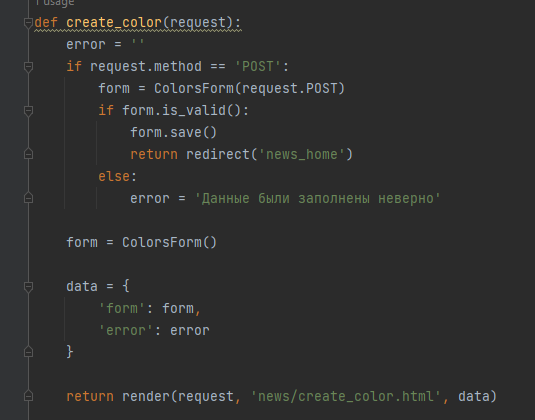 1 usage
def create_color(request):
    error = ''
    if request.method == 'POST':
        form = ColorsForm(request.POST)
        if form.is_valid():
            form.save()
            return redirect('news_home')
        else:
            error = 'Данные были заполнены неверно'
    form = ColorsForm()
    data = {
        'form': form,
        'error': error
    }
    return render(request, 'news/create_color.html', data)